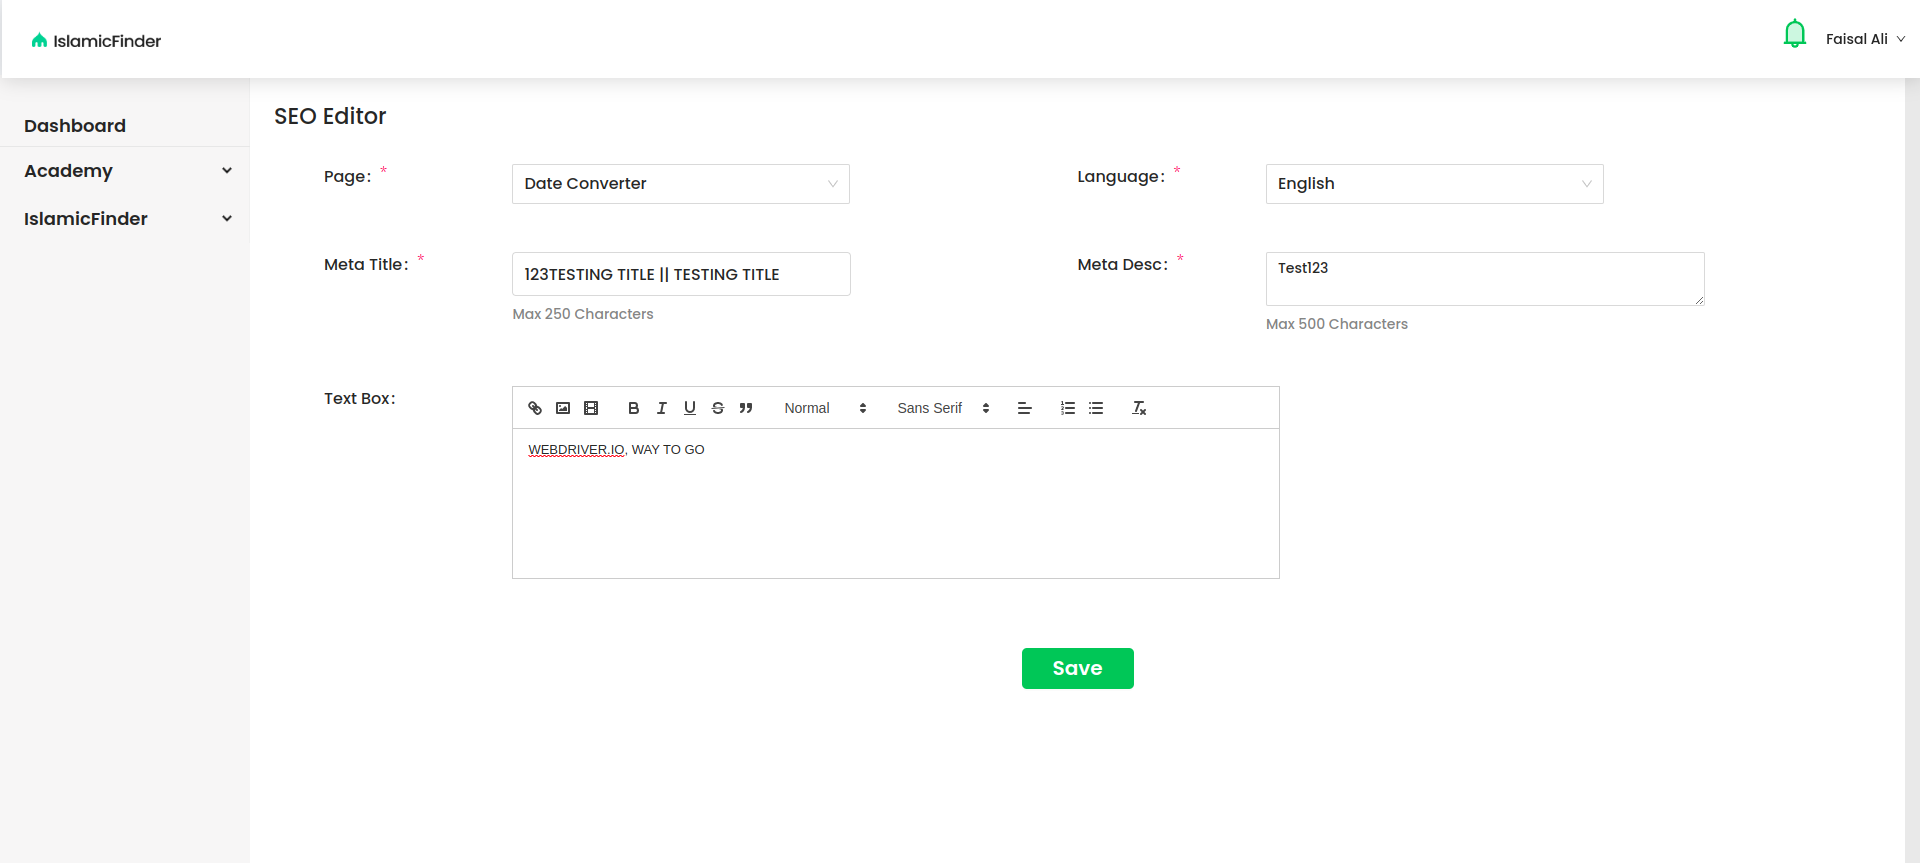 IslamicFinder
Faisal Ali
Dashboard
Academy
IslamicFinder
SEO Editor
Page: *
Date Converter
Language: *
English
Meta Title: *
123TESTING TITLE || TESTING TITLE
Max 250 Characters
Meta Desc: *
Test123
Max 500 Characters
Text Box:
Normal
Sans Serif
WEBDRIVER.IO, WAY TO GO
Save